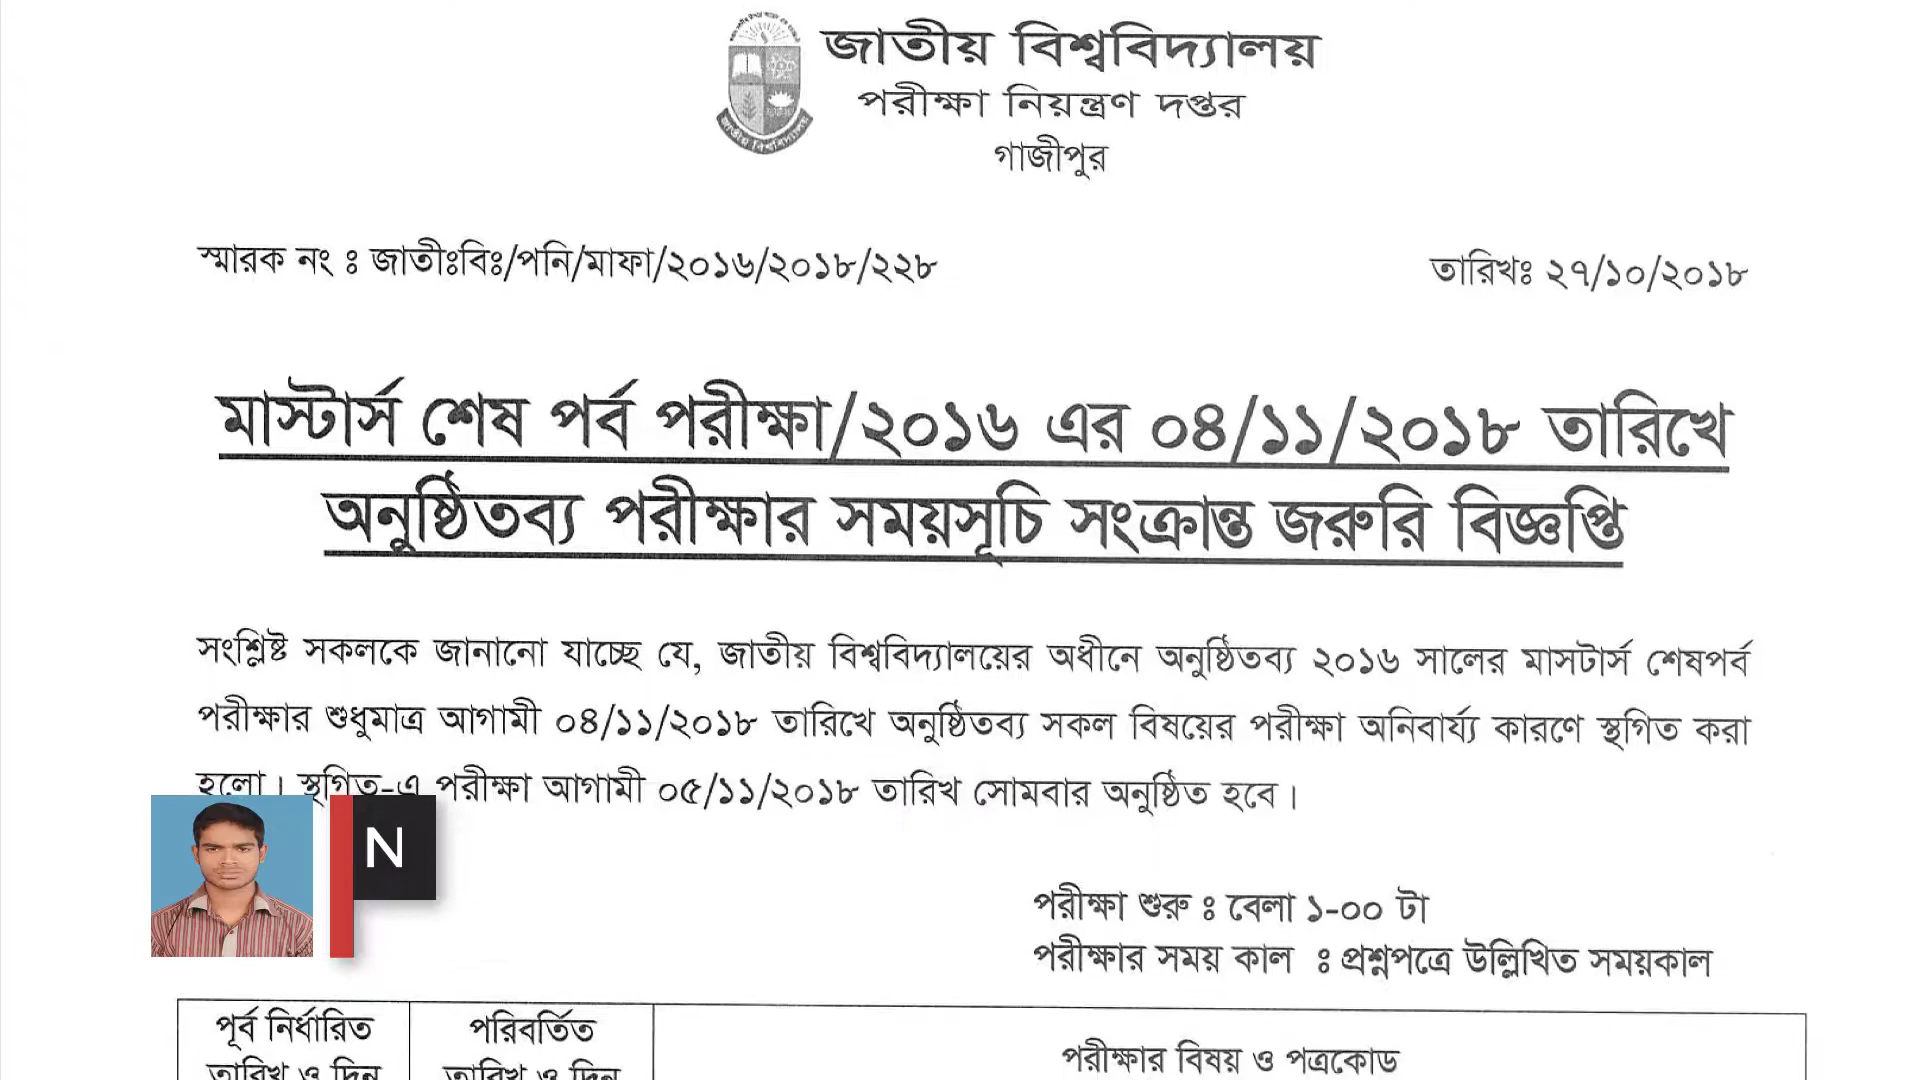 জাতীয় বিশ্ববিদ্যালয়
পরীক্ষা নিয়ন্ত্রণ দপ্তর
গাজীপুর
স্মারক নং ঃ জাতীঃবিঃ/পনি/মাফা/২০১৬/২০১৮/২২৮
তারিখঃ ২৭/১০/২০১৮
মাস্টার্স শেষ পর্ব পরীক্ষা/২০১৬ এর ০৪/১১/২০১৮ তারিখে
অনুষ্ঠিতব্য পরীক্ষার সময়সূচি সংক্রান্ত জরুরি বিজ্ঞপ্তি
সংশ্লিষ্ট সকলকে জানানো যাচ্ছে যে, জাতীয় বিশ্ববিদ্যালয়ের অধীনে অনুষ্ঠিতব্য ২০১৬ সালের মাসটার্স শেষপর্ব
পরীক্ষার শুধুমাত্র আগামী ০৪/১১/২০১৮ তারিখে অনুষ্ঠিতব্য সকল বিষয়ের পরীক্ষা অনিবার্য্য কারণে স্থগিত করা
হলো। স্থগিত-এ পরীক্ষা আগামী ০৫/১১/২০১৮ তারিখ সোমবার অনুষ্ঠিত হবে।
N
পরীক্ষা শুরু ঃ বেলা ১-০০ টা
পরীক্ষার সময় কাল ঃ প্রশ্নপত্রে উল্লিখিত সময়কাল
পূর্ব নির্ধারিত
তারিখ ও দিন
পরিবর্তিত
তারিখ ও দিন
পরীক্ষার বিষয় ও পত্রকোড